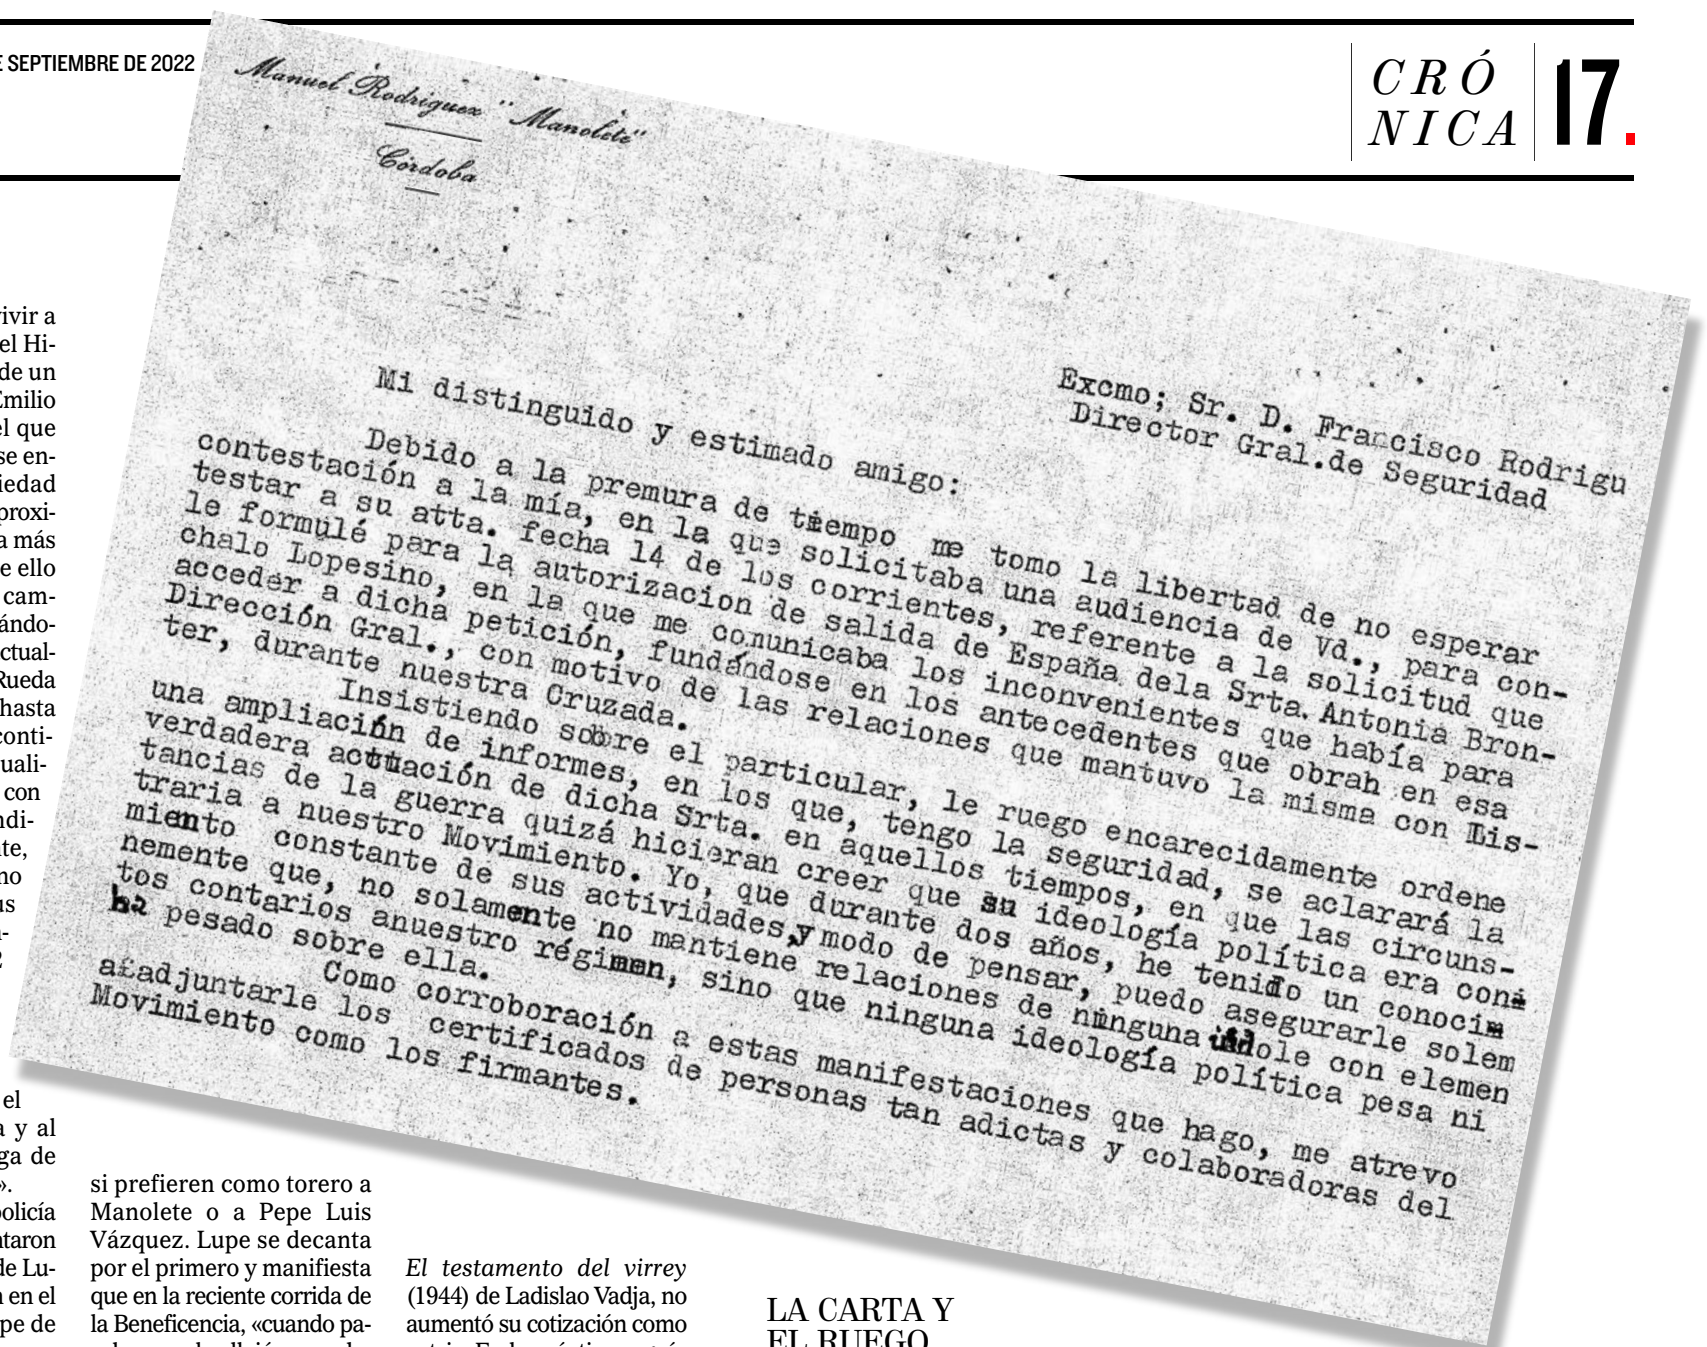 E SEPTIEMBRE DE 2022
CRÓ
NICA
17.
Manuel Rodriguez "Manolete"
Córdoba
Excmo; Sr. D. Francisco Rodrigu
Director Gral.de Seguridad
Mi distinguido y estimado amigo:
Debido a la premura de tiempo me tomo la libertad de no esperar
contestación a la mía, en la que solicitaba una audiencia de Vd., para con-
testar a su atta. fecha 14 de los corrientes, referente a la solicitud que
le formulé para la autorizacion de salida de España dela Srta. Antonia Bron-
chalo Lopesino, en la que me comunicaba los inconvenientes que había para
acceder a dicha petición, fundándose en los antecedentes que obrah en esa
Dirección Gral., con motivo de las relaciones que mantuvo la misma con Lis-
ter, durante nuestra Cruzada.
Insistiendo sobre el particular, le ruego encarecidamente ordene
una ampliación de informes, en los que, tengo la seguridad, se aclarará la
verdadera actuación de dicha Srta. en aquellos tiempos, en que las circuns-
tancias de la guerra quizá hicieran creer que su ideología política era con
traria a nuestro Movimiento. Yo, que durante dos años, he tenido un conoci
miento constante de sus actividades,y modo de pensar, puedo asegurarle solem
nemente que, no solamente no mantiene relaciones de ninguna indole con elemen
tos contarios anuestro régimen, sino que ninguna ideología política pesa ni
ha pesado sobre ella.
Como corroboración a estas manifestaciones que hago, me atrevo
a adjuntarle los certificados de personas tan adictas y colaboradoras del
Movimiento como los firmantes.
ivir a
el Hi-
de un
Emilio
el que
se en-
iedad
proxi-
a más
e ello
cam-
ándo-
ctual-
Rueda
hasta
conti-
uali-
con
ndi-
te,
no
us
el
a y al
ga de
».
policía
ntaron
de Lu-
n en el
pe de
si prefieren como torero a
Manolete o a Pepe Luis
Vázquez. Lupe se decanta
por el primero y manifiesta
que en la reciente corrida de
la Beneficencia, «cuando pa-
El testamento del virrey
(1944) de Ladislao Vadja, no
aumentó su cotización como
LA CARTA Y
EL RUEGO